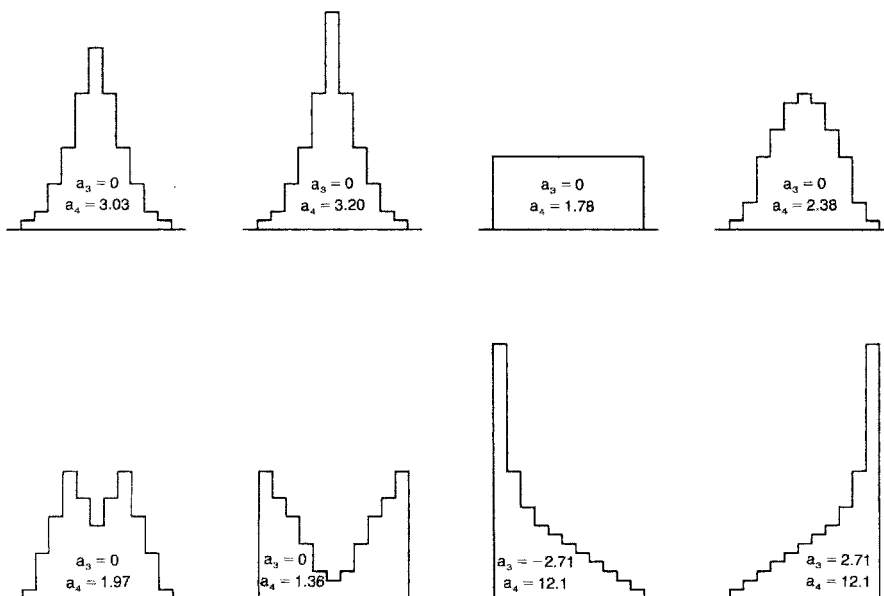 a₃ = 0
a₄ = 3.03
a₃ = 0
a₄ = 3.20
a₃ = 0
a₄ = 1.78
a₃ = 0
a₄ = 2.38
a₃ = 0
a₄ = 1.97
a₃ = 0
a₄ = 1.36
a₃ = −2.71
a₄ = 12.1
a₃ = 2.71
a₄ = 12.1